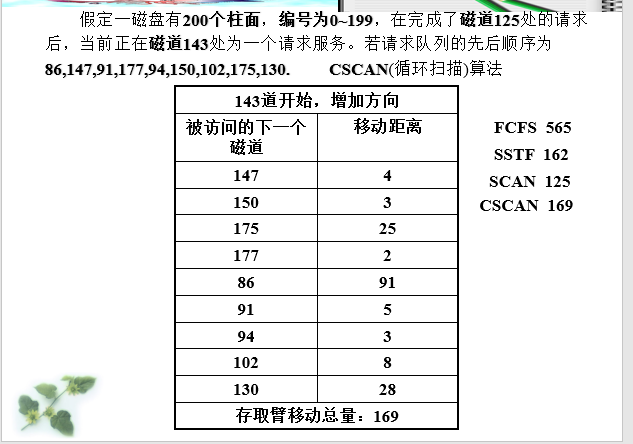 假定一磁盘有200个柱面，编号为0~199，在完成了磁道125处的请求
后，当前正在磁道143处为一个请求服务。若请求队列的先后顺序为
86,147,91,177,94,150,102,175,130. CSCAN(循环扫描)算法
143道开始，增加方向
被访问的下一个
磁道
移动距离
147 4
150 3
175 25
177 2
86 91
91 5
94 3
102 8
130 28
存取臂移动总量：169
FCFS 565
SSTF 162
SCAN 125
CSCAN 169